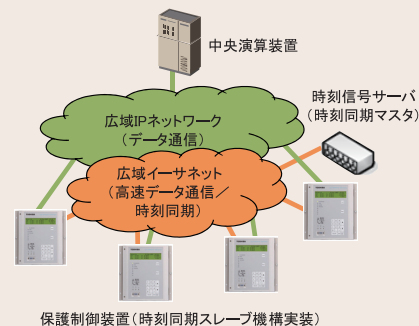 中央演算装置
時刻信号サーバ
(時刻同期マスタ)
広域IPネットワーク
(データ通信)
広域イーサネット
(高速データ通信/
時刻同期)
保護制御装置(時刻同期スレーブ機構実装)